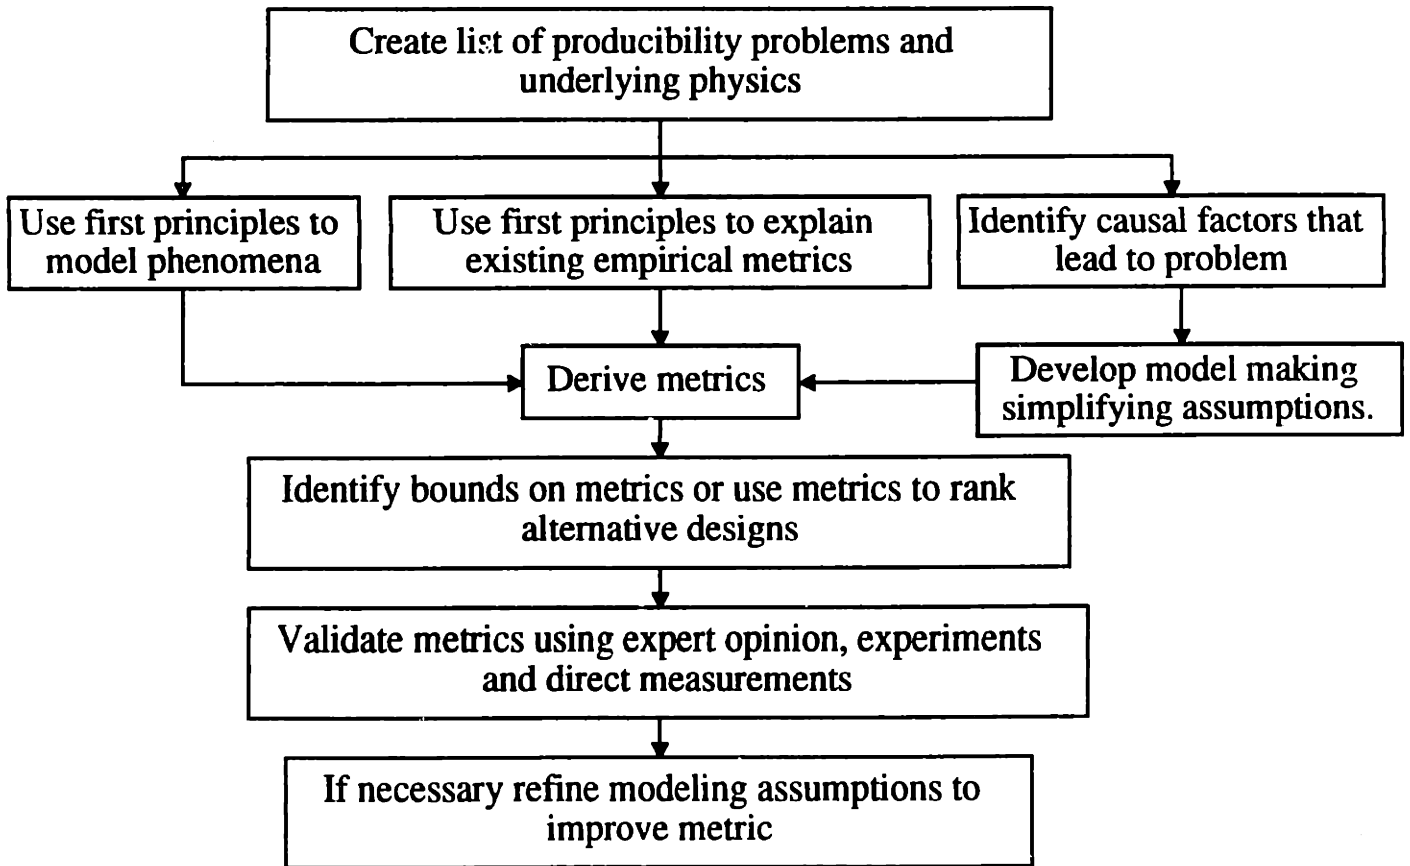 Create list of producibility problems and
underlying physics
Use first principles to
model phenomena
Use first principles to explain
existing empirical metrics
Identify causal factors that
lead to problem
Derive metrics
Develop model making
simplifying assumptions.
Identify bounds on metrics or use metrics to rank
alternative designs
Validate metrics using expert opinion, experiments
and direct measurements
If necessary refine modeling assumptions to
improve metric